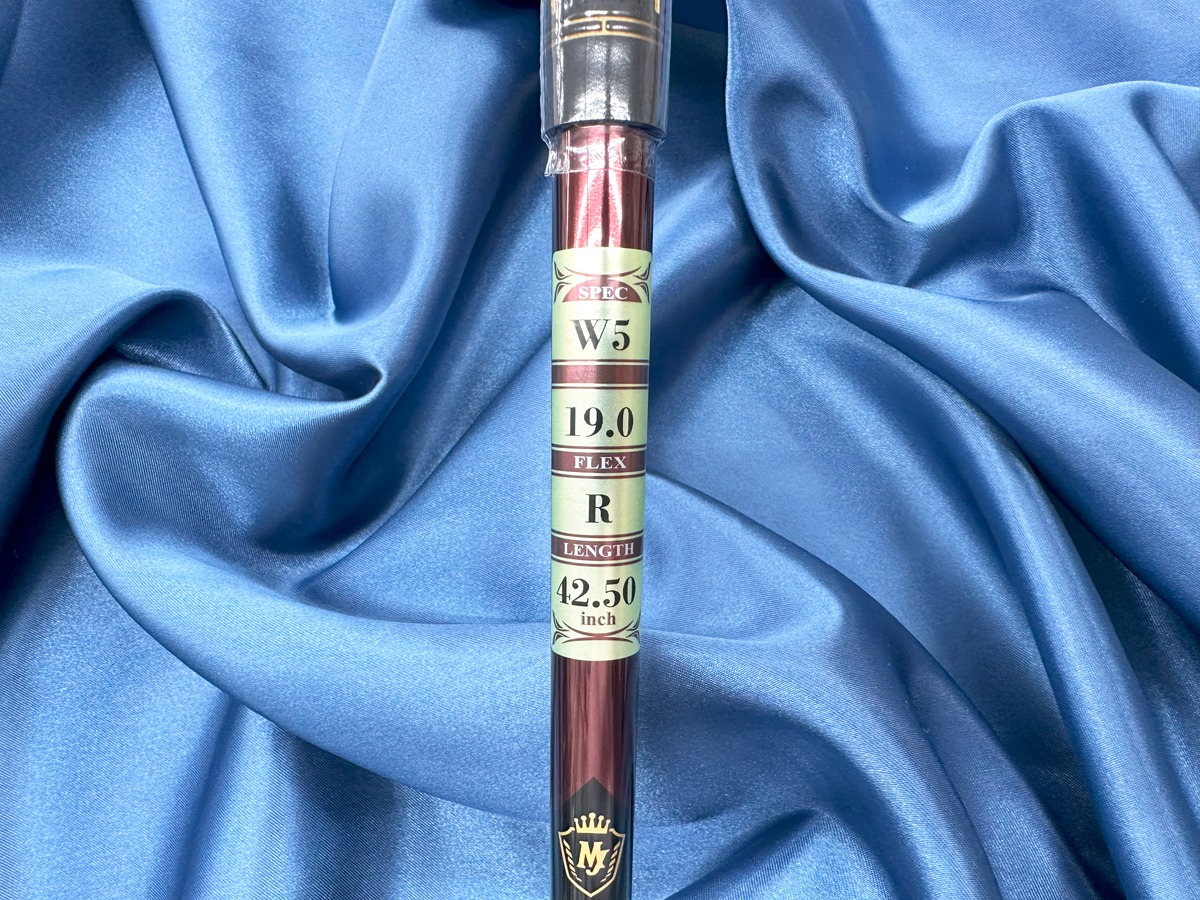 SPEC
W5
19.0
FLEX
R
LENGTH
42.50
inch
MJ